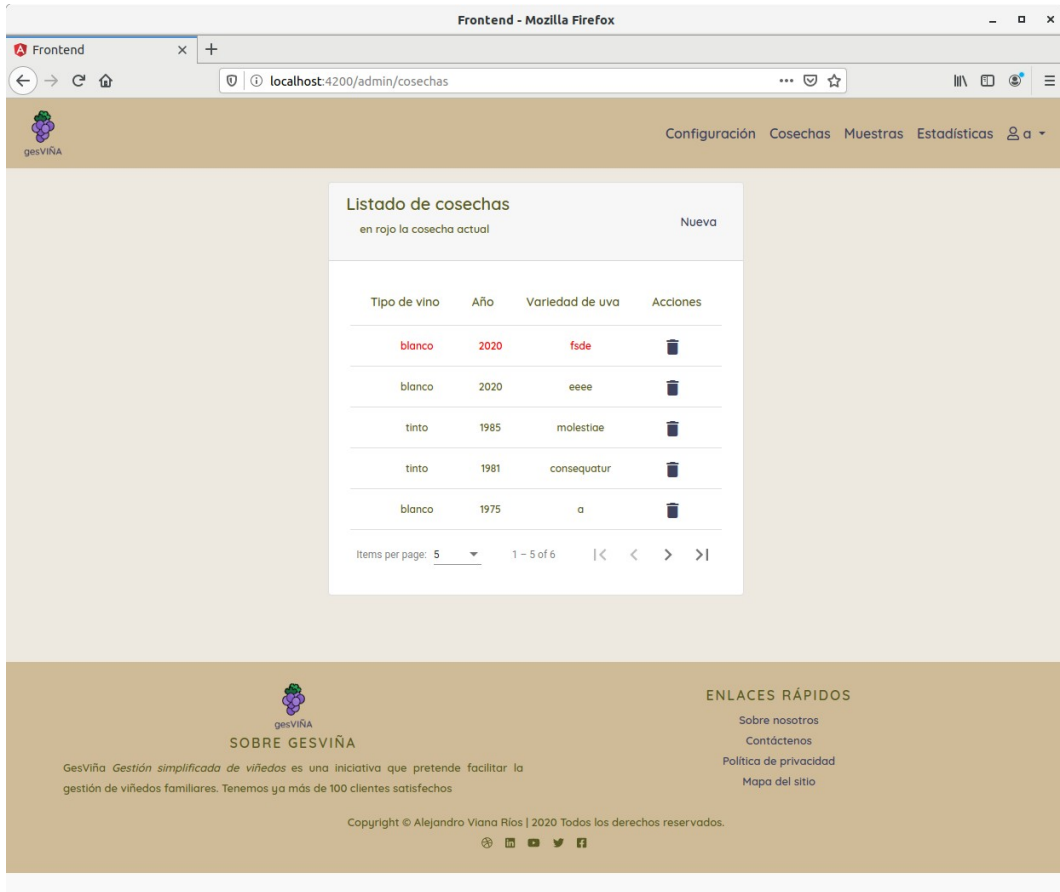 Frontend - Mozilla Firefox
Frontend
localhost:4200/admin/cosechas
gesVIÑA
Configuración Cosechas Muestras Estadísticas a
Listado de cosechas
en rojo la cosecha actual
Nueva
Tipo de vino Año Variedad de uva Acciones
blanco 2020 fsde
blanco 2020 eeee
tinto 1985 molestiae
tinto 1981 consequatur
blanco 1975 a
Items per page: 5 1 – 5 of 6
gesVIÑA
SOBRE GESVIÑA
GesViña Gestión simplificada de viñedos es una iniciativa que pretende facilitar la
gestión de viñedos familiares. Tenemos ya más de 100 clientes satisfechos
ENLACES RÁPIDOS
Sobre nosotros
Contáctenos
Política de privacidad
Mapa del sitio
Copyright © Alejandro Viana Ríos | 2020 Todos los derechos reservados.